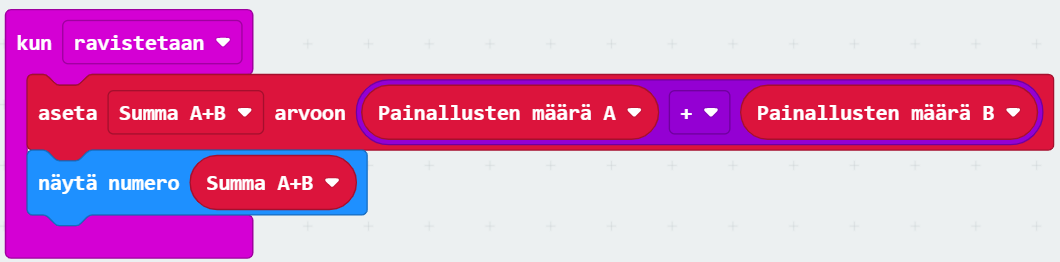 kun ravistetaan
aseta Summa A+B arvoon Painallusten määrä A + Painallusten määrä B
näytä numero Summa A+B